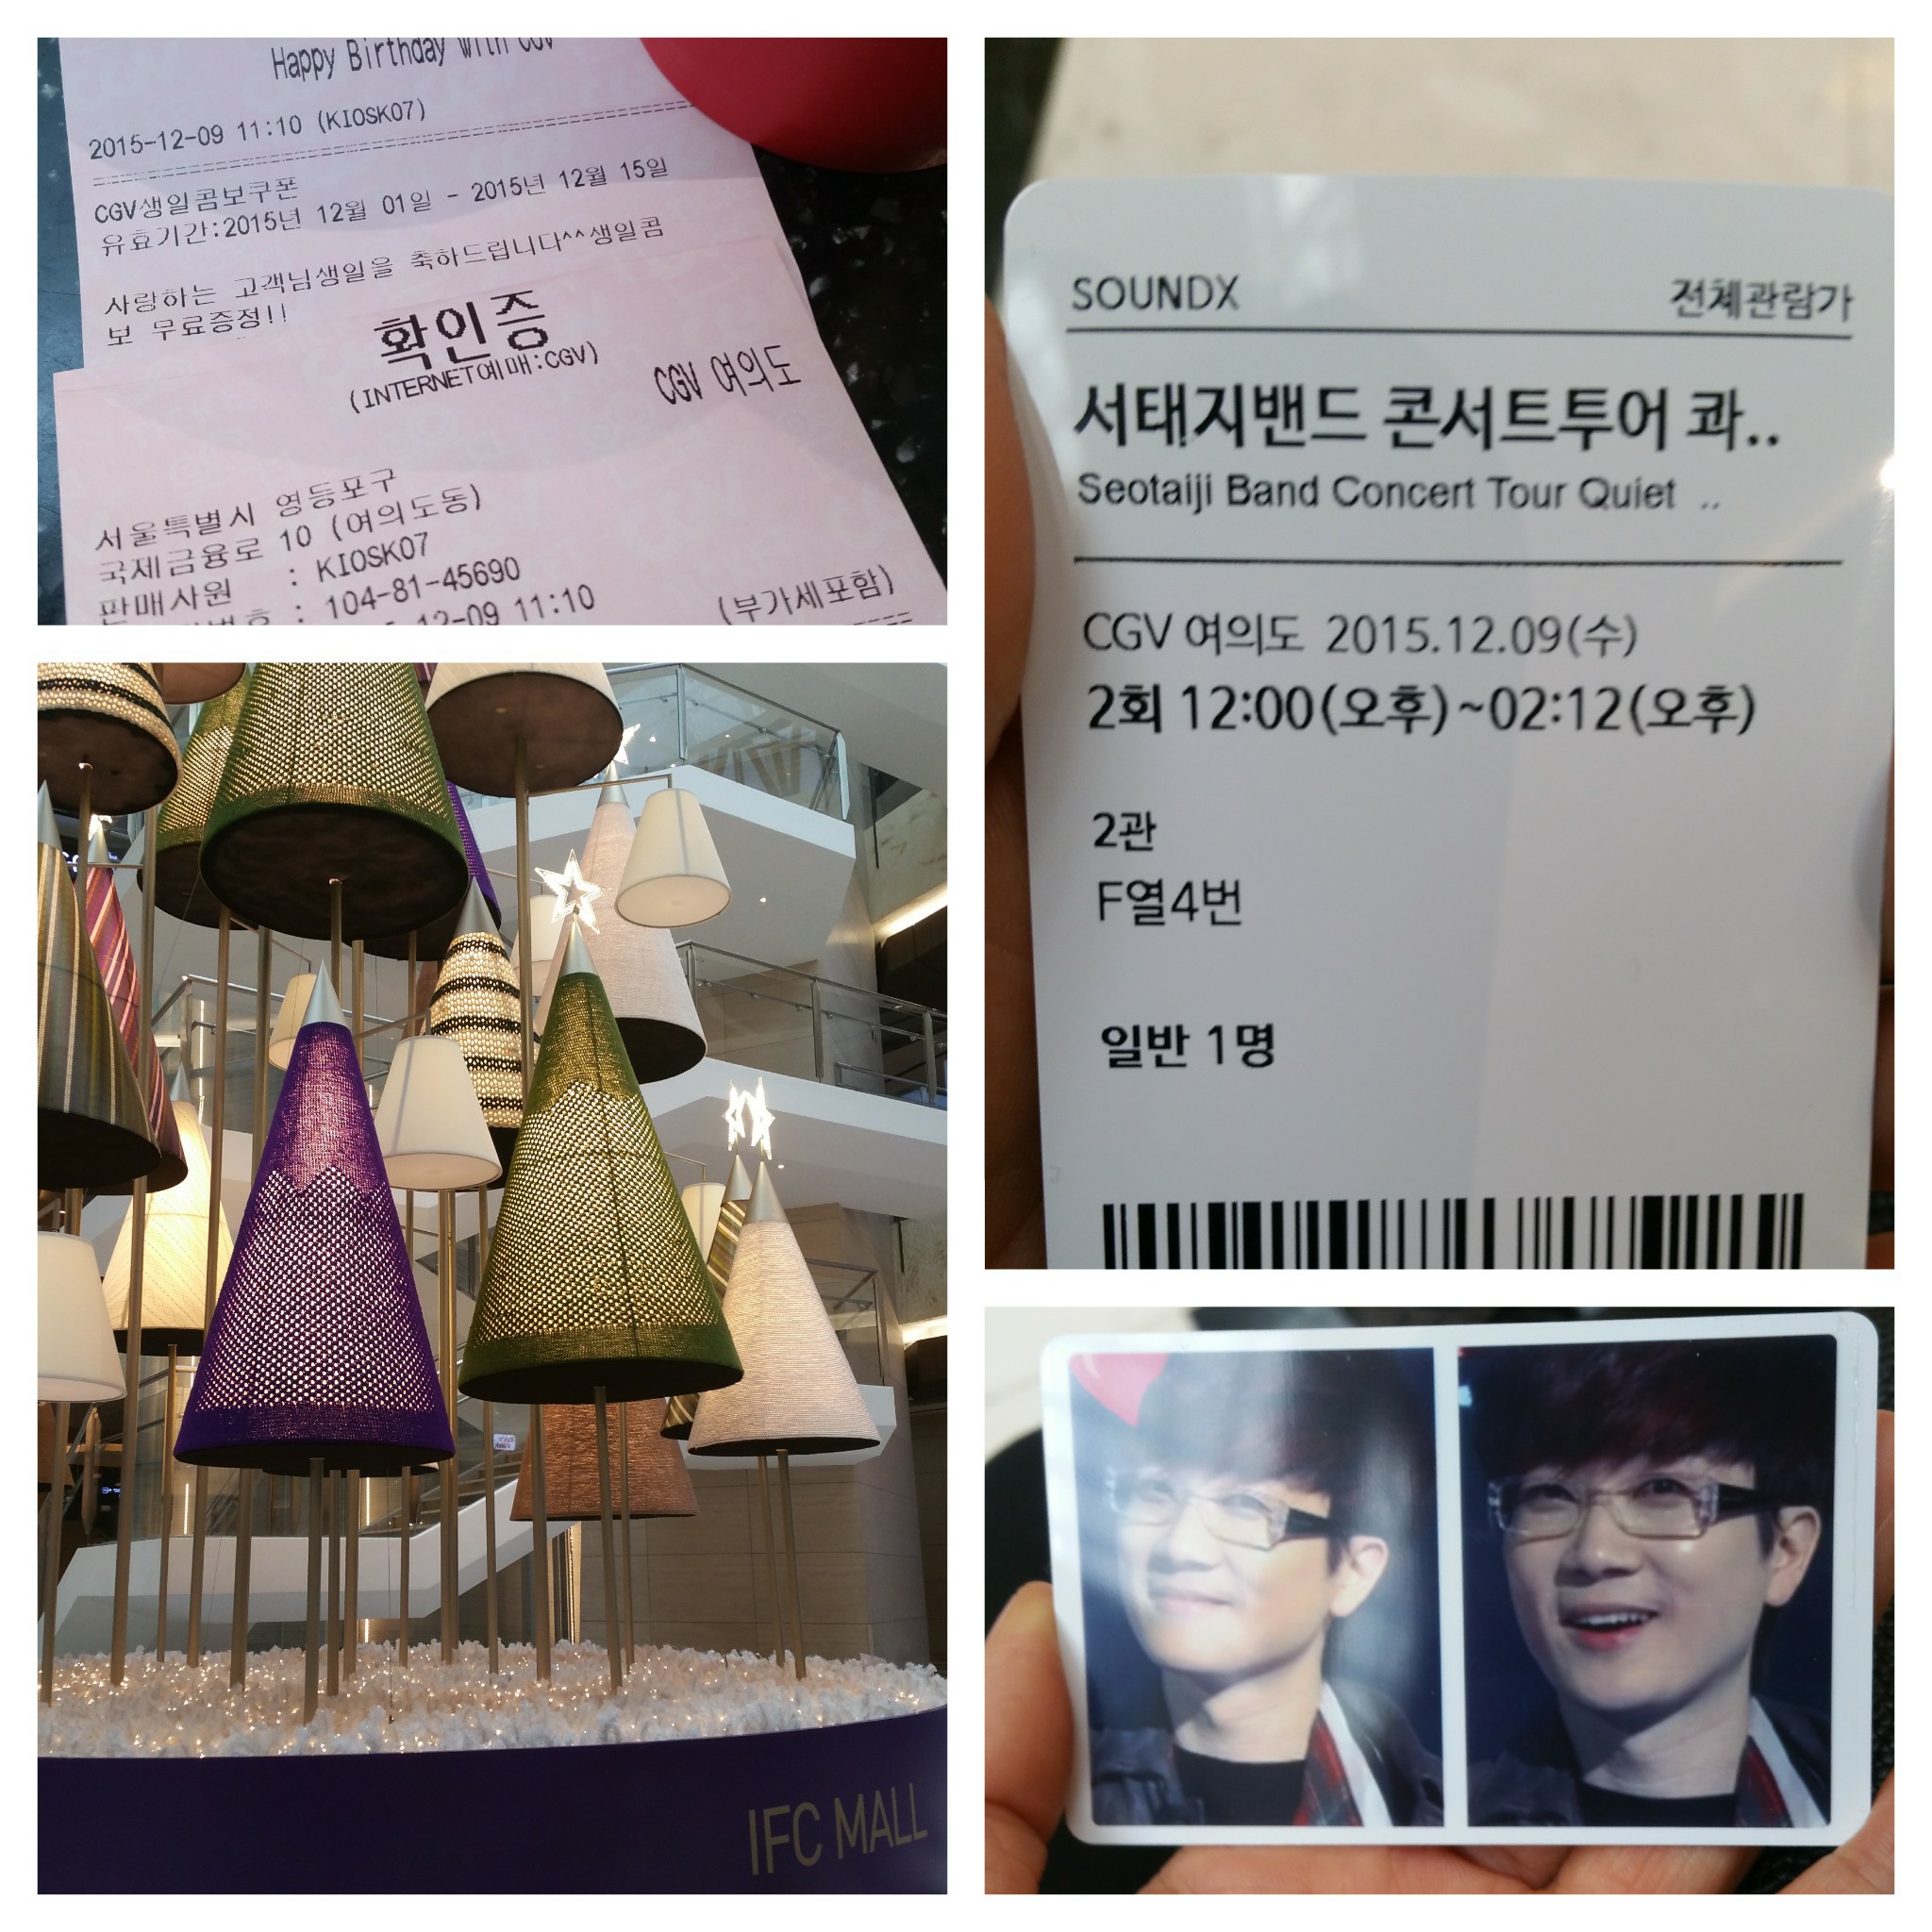 Happy Birthday with CGV
2015-12-09 11:10 (KIOSK07)
CGV생일콤보쿠폰
유효기간:2015년 12월 01일 - 2015년 12월 15일
사랑하는 고객님생일을 축하드립니다^^생일콤
보 무료증정!!
확인증
(INTERNET예매:CGV)
CGV 여의도
서울특별시 영등포구
국제금융로 10 (여의도동)
판매사원 : KIOSK07
: 104-81-45690
12-09 11:10 (부가세포함)
IFC MALL
SOUNDX 전체관람가
서태지밴드 콘서트투어 콰..
Seotaiji Band Concert Tour Quiet ..
CGV 여의도 2015.12.09(수)
2회 12:00(오후)~02:12(오후)
2관
F열4번
일반 1명